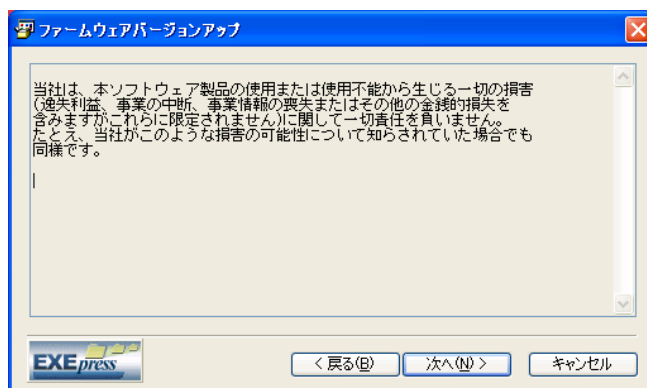 ファームウェアバージョンアップ
当社は、本ソフトウェア製品の使用または使用不能から生じる一切の損害
(逸失利益、事業の中断、事業情報の喪失またはその他の金銭的損失を
含みますがこれらに限定されません)に関して一切責任を負いません。
たとえ、当社がこのような損害の可能性について知らされていた場合でも
同様です。
EXEpress
< 戻る(B)
次へ(N) >
キャンセル